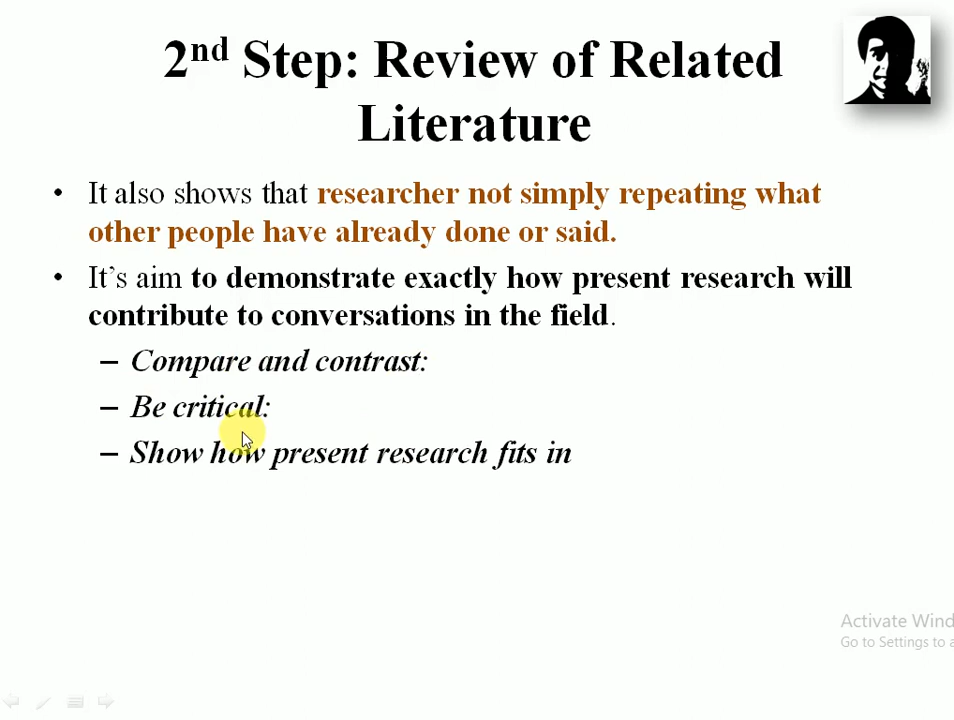 2nd Step: Review of Related
Literature
• It also shows that researcher not simply repeating what
other people have already done or said.
• It's aim to demonstrate exactly how present research will
contribute to conversations in the field.
– Compare and contrast:
– Be critical:
– Show how present research fits in
Activate Wind
Go to Settings to a